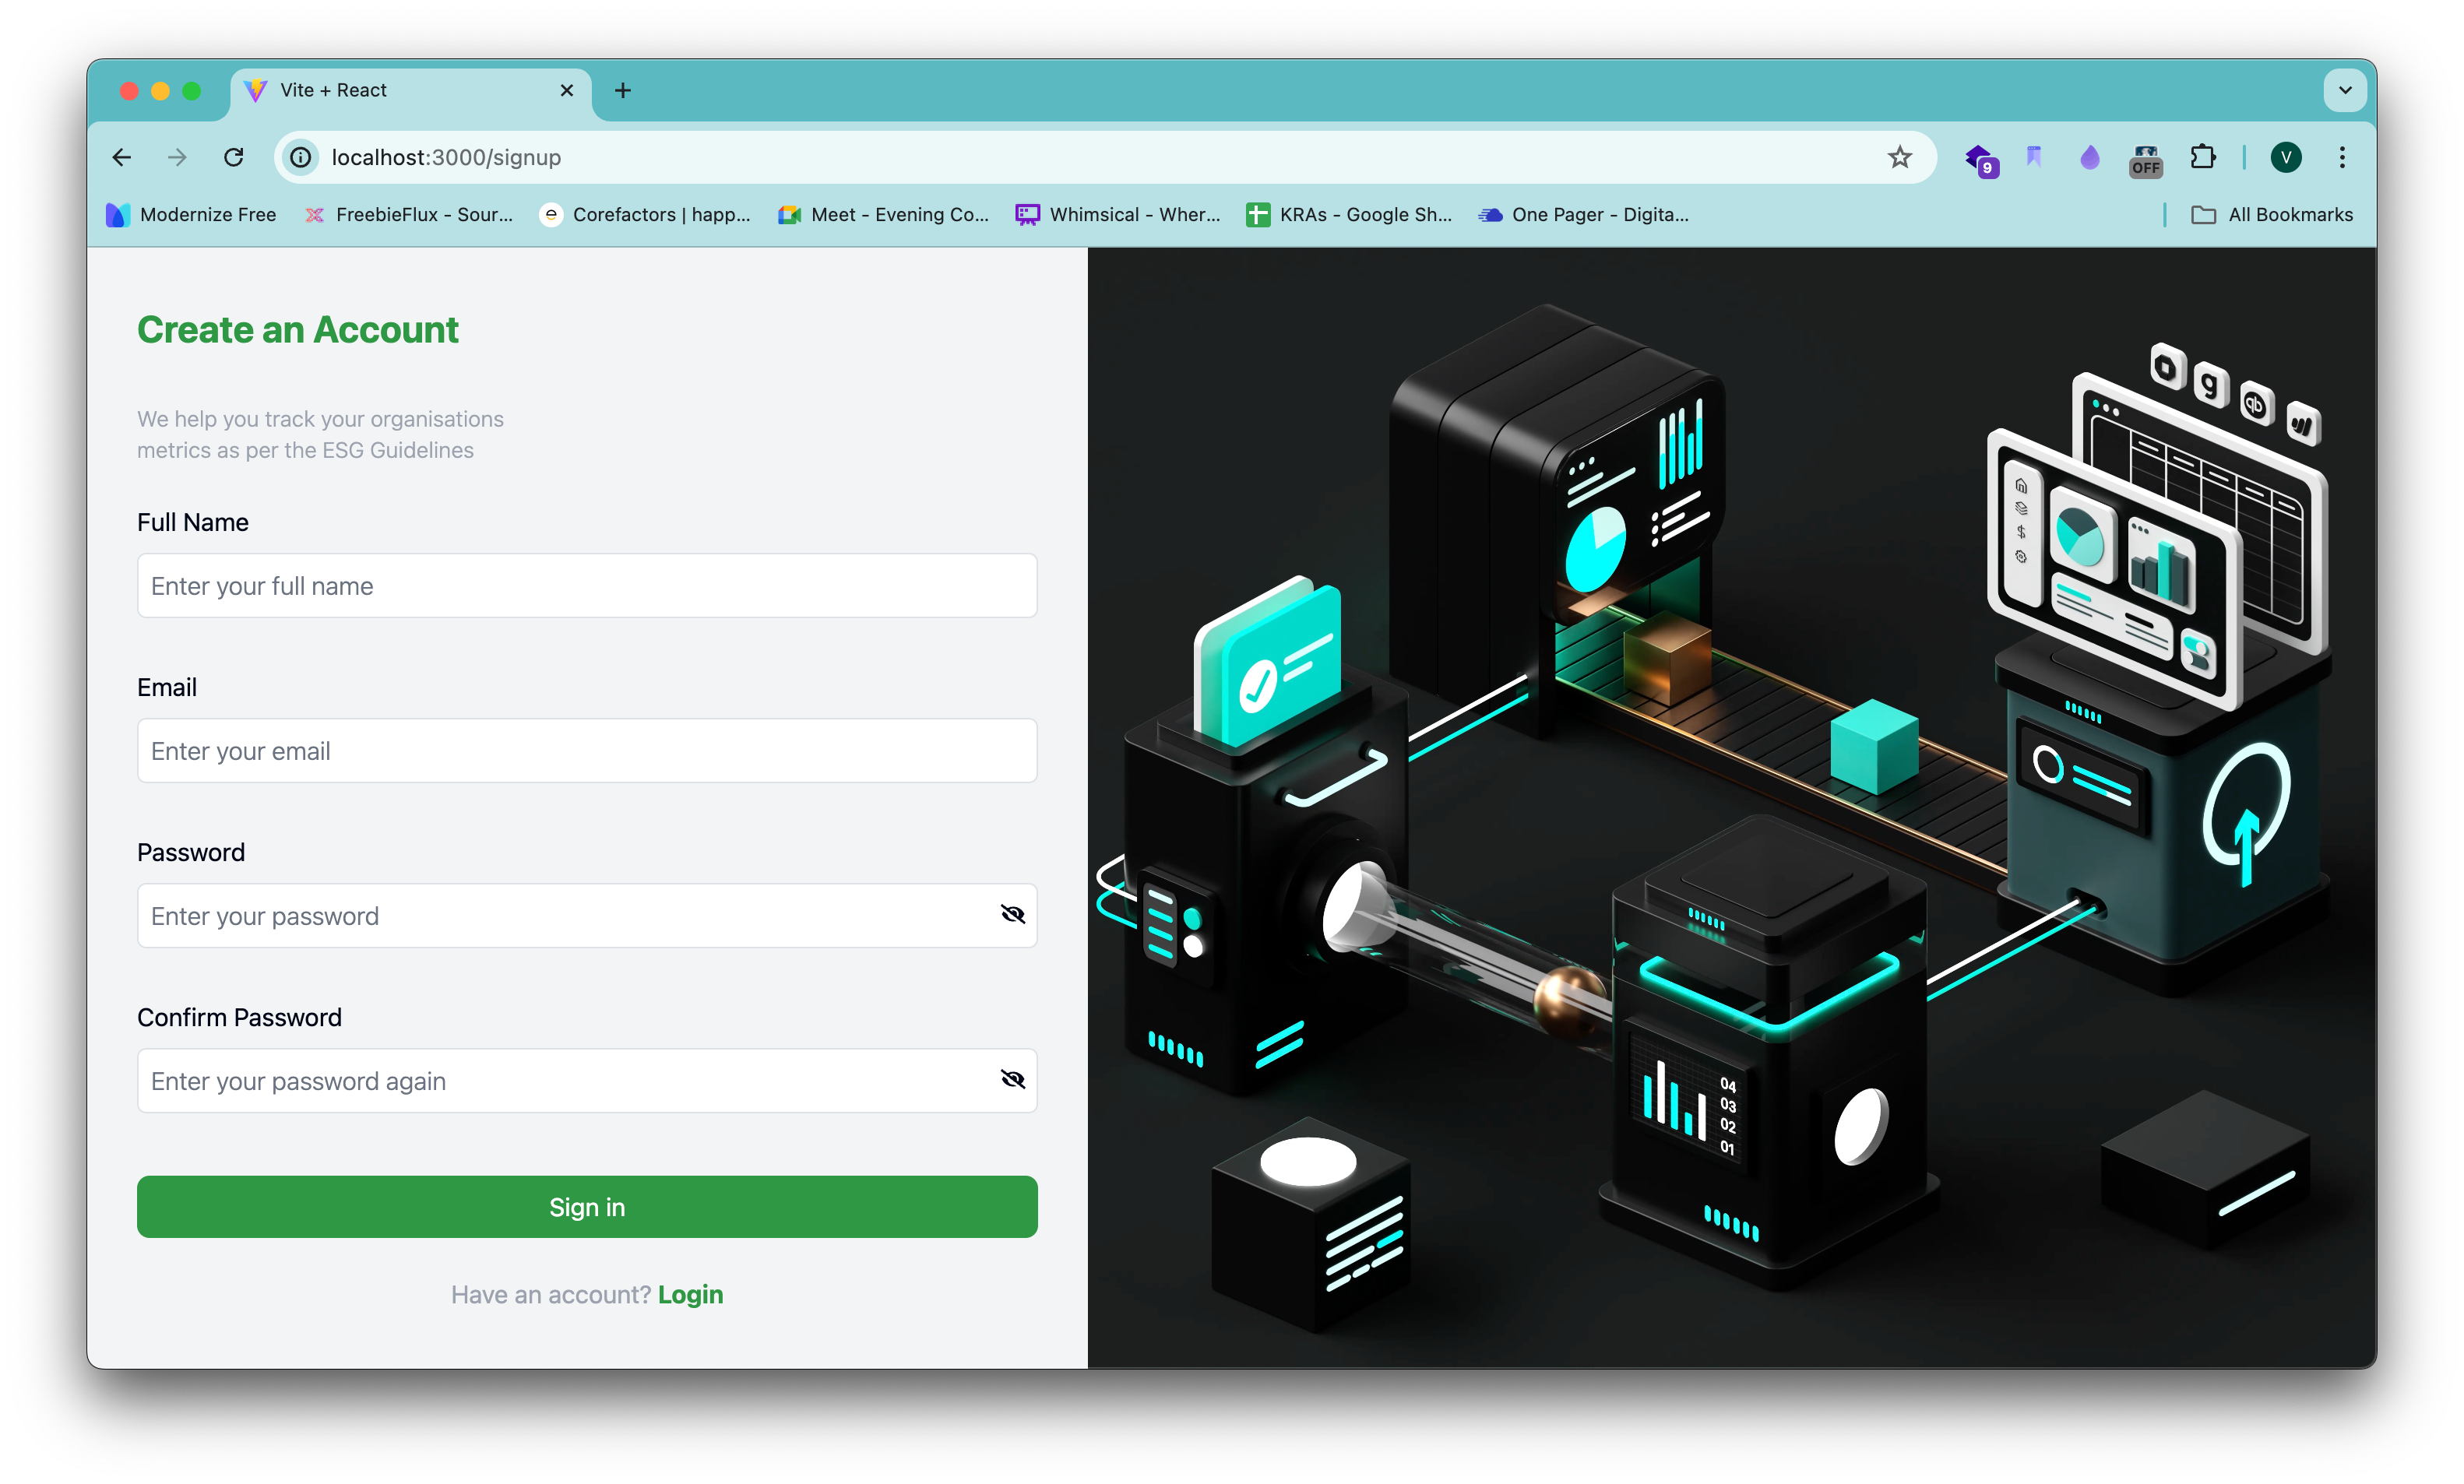 Vite + React
localhost:3000/signup
9
OFF
V
Modernize Free
FreebieFlux - Sour...
Corefactors | happ...
Meet - Evening Co...
Whimsical - Wher...
KRAs - Google Sh...
One Pager - Digita...
All Bookmarks
Create an Account
We help you track your organisations
metrics as per the ESG Guidelines
Full Name
Enter your full name
Email
Enter your email
Password
Enter your password
Confirm Password
Enter your password again
Sign in
Have an account? Login
g
qb
$
04
03
02
01